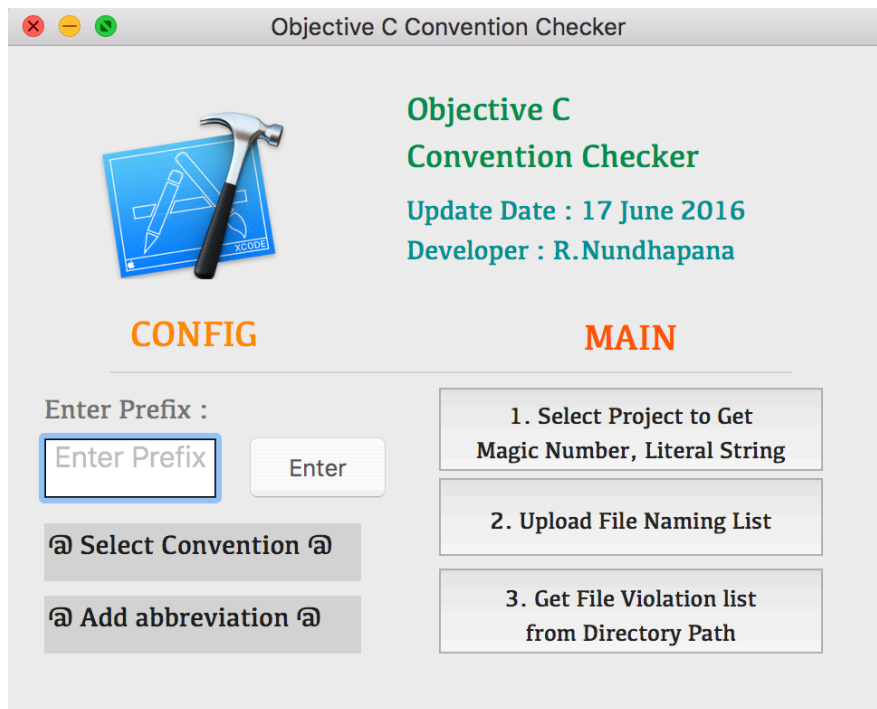 Objective C Convention Checker
XCODE
Objective C
Convention Checker
Update Date : 17 June 2016
Developer : R.Nundhapana
CONFIG
MAIN
Enter Prefix :
Enter Prefix
Enter
@ Select Convention @
@ Add abbreviation @
1. Select Project to Get
Magic Number, Literal String
2. Upload File Naming List
3. Get File Violation list
from Directory Path